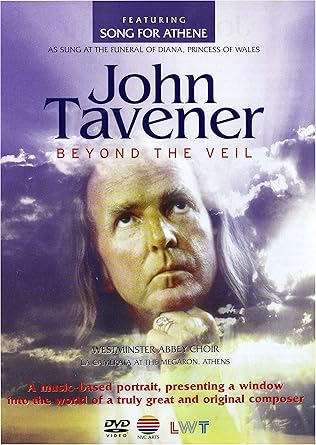 FEATURING
SONG FOR ATHENE
AS SUNG AT THE FUNERAL OF DIANA, PRINCESS OF WALES
John
Tavener
BEYOND THE VEIL
WESTMINSTER ABBEY CHOIR
LA CAMERATA AT THE MEGARON, ATHENS
A music-based portrait, presenting a window
into the world of a truly great and original composer
DVD
VIDEO
NVC ARTS
LWT